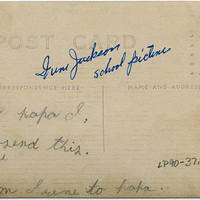 POST CARD
Irene Jackson
school picture
CORRESPONDENCE HERE
NAME AND ADDRESS
papa I,
send this.
LP90-37
Irene to papa.